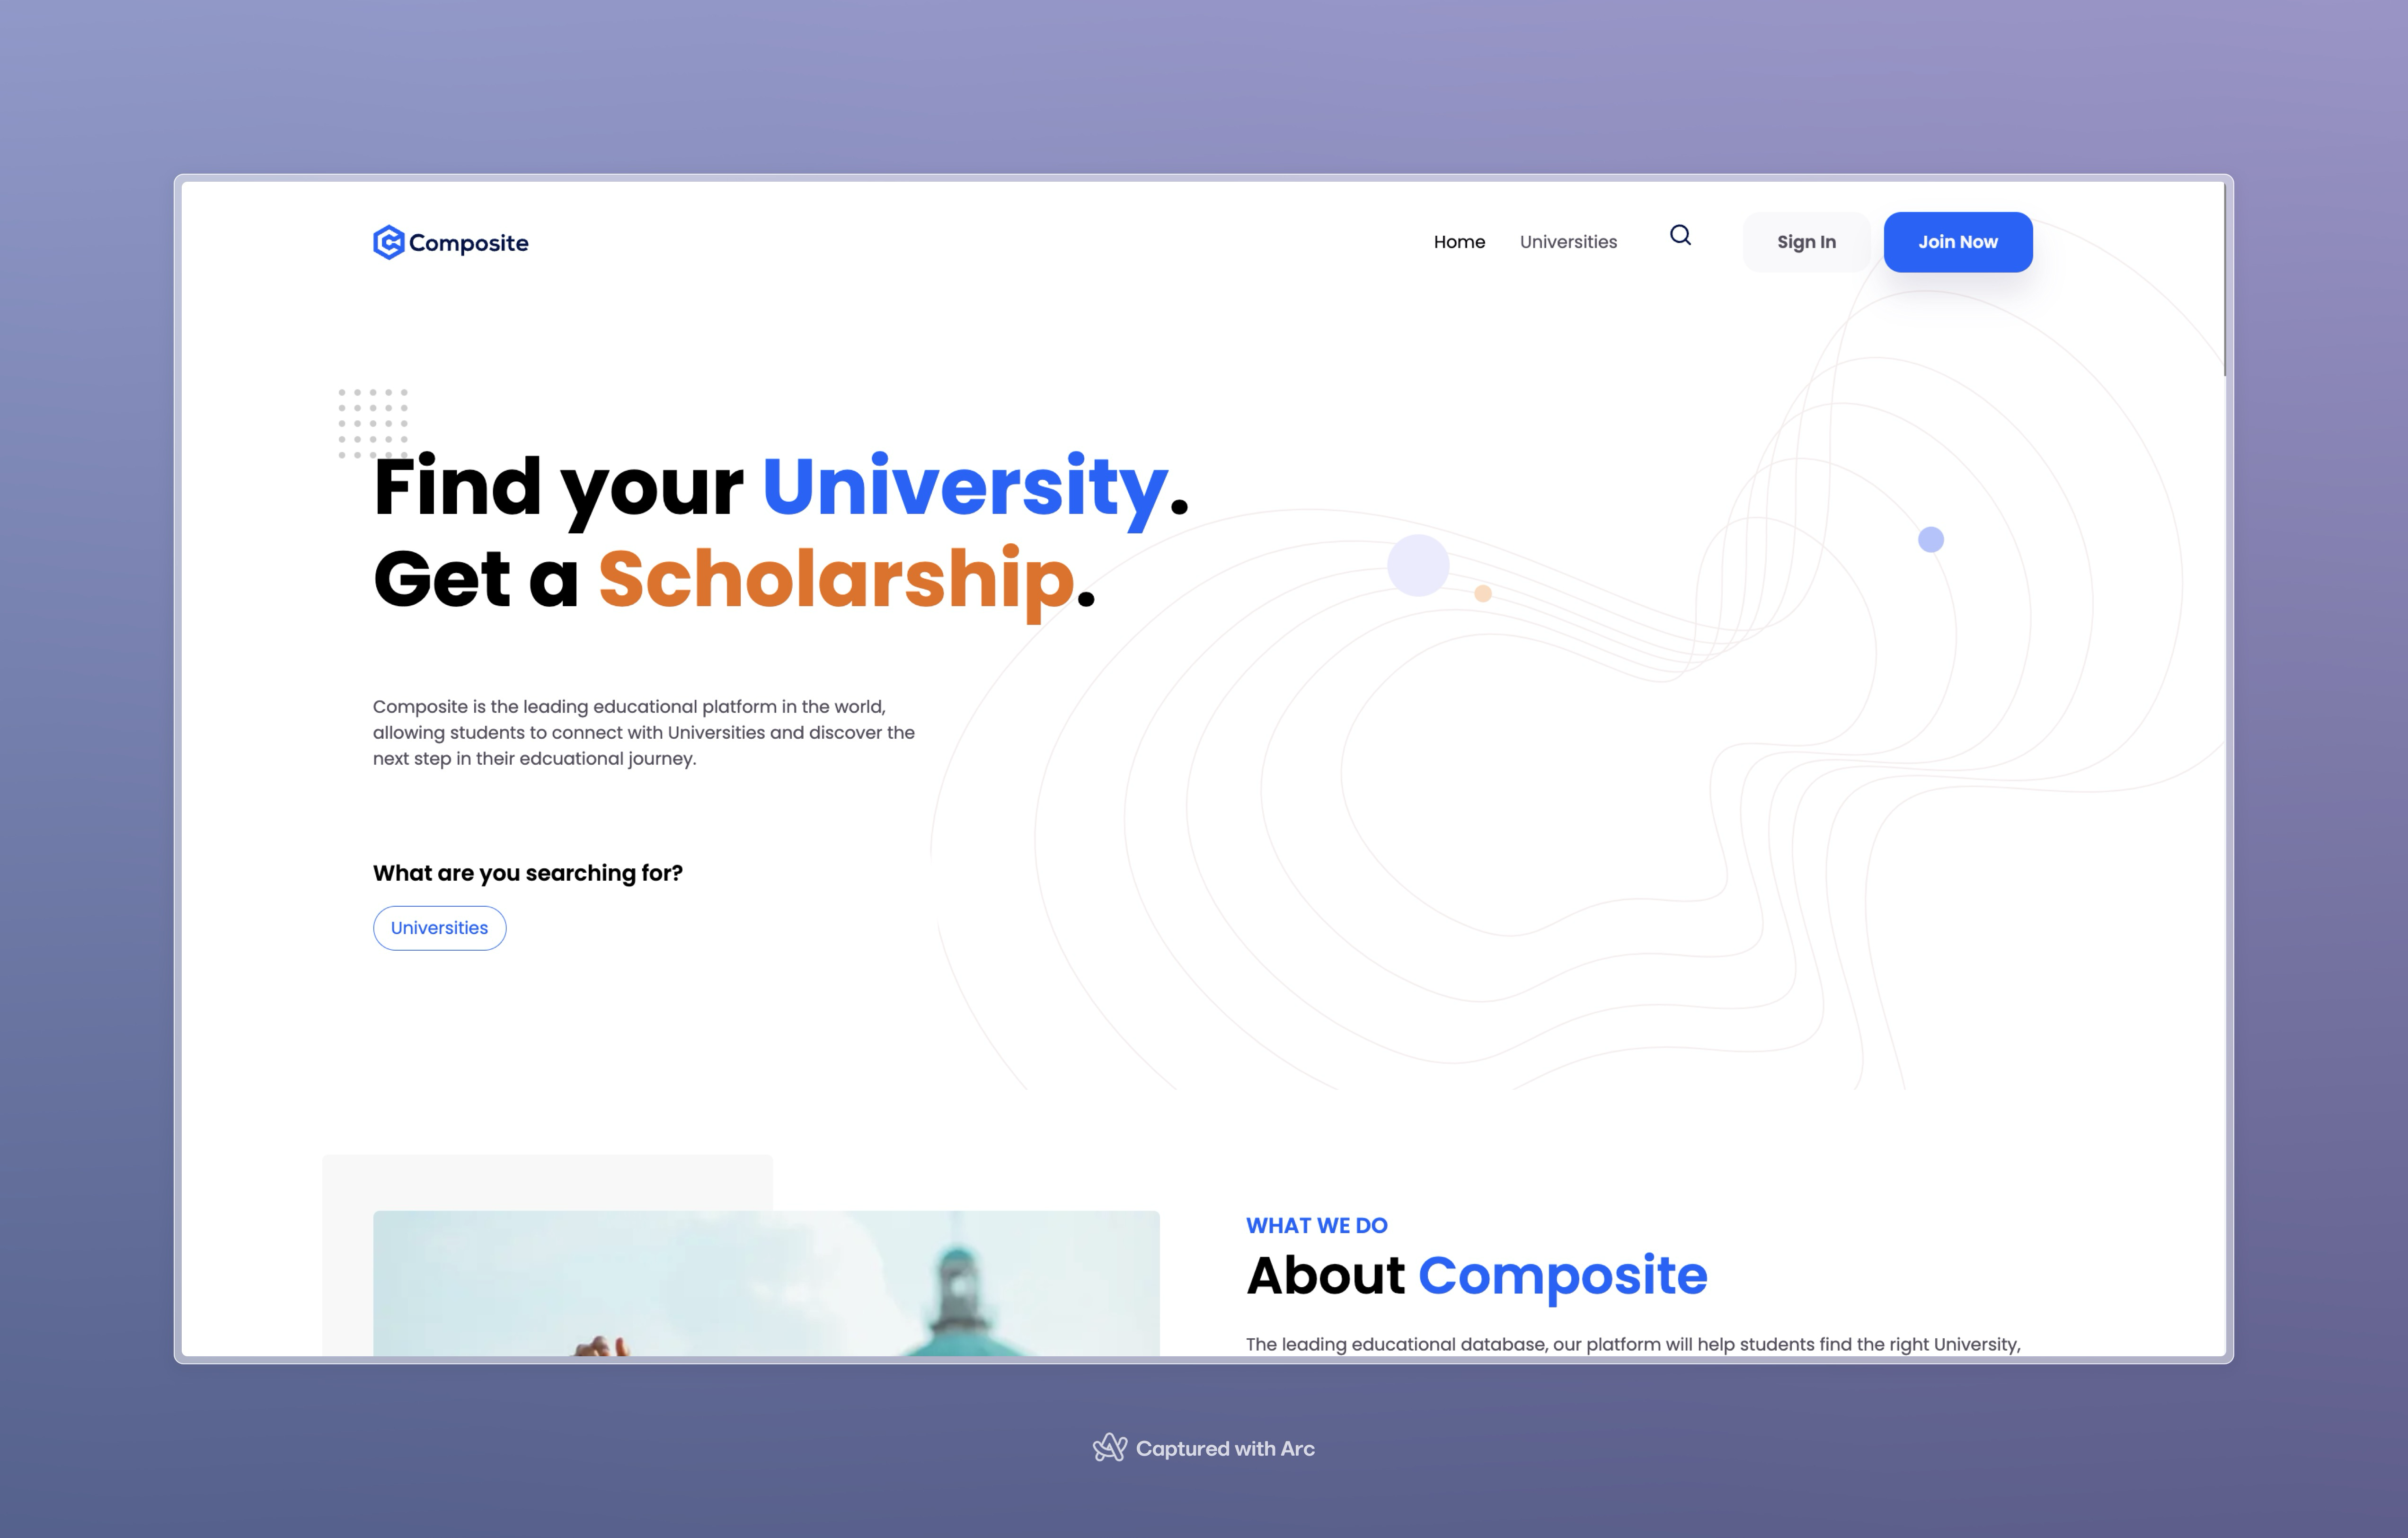 Composite
Home
Universities
Sign In
Join Now
Find your University.
Get a Scholarship.
Composite is the leading educational platform in the world,
allowing students to connect with Universities and discover the
next step in their edcuational journey.
What are you searching for?
Universities
WHAT WE DO
About Composite
The leading educational database, our platform will help students find the right University,
Captured with Arc